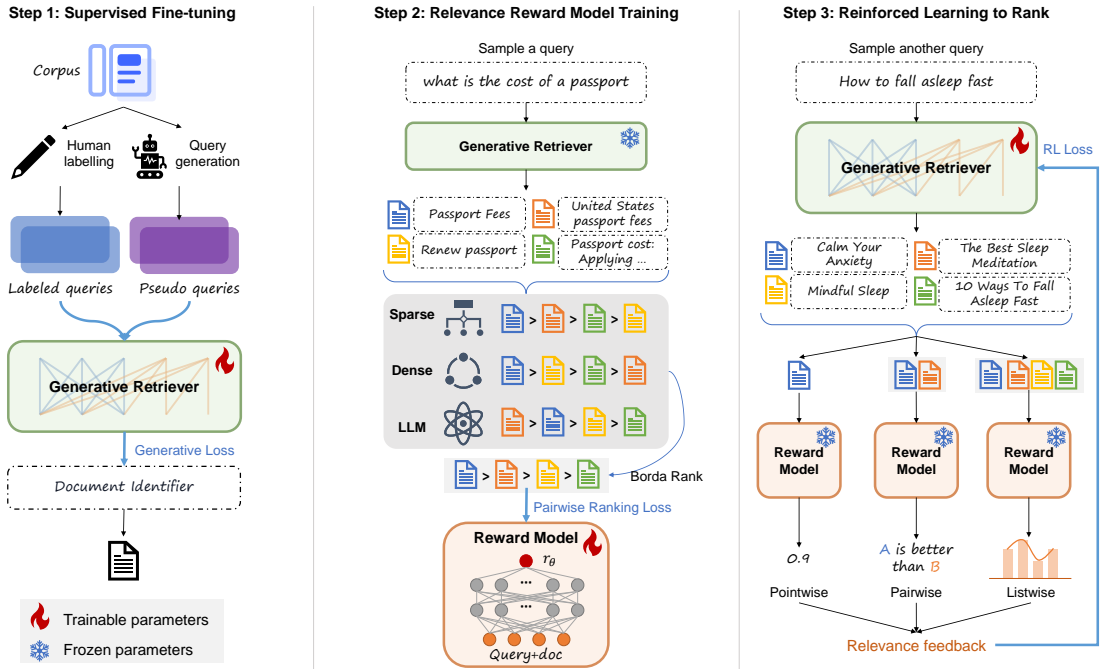 Step 1: Supervised Fine-tuning
Corpus
Human
labelling
Query
generation
Labeled queries
Pseudo queries
Generative Retriever
Generative Loss
Document Identifier
Trainable parameters
Frozen parameters
Step 2: Relevance Reward Model Training
Sample a query
what is the cost of a passport
Generative Retriever
Passport Fees
United States
passport fees
Renew passport
Passport cost:
Applying ...
Sparse
> > >
Dense
> > >
LLM
> > >
> > >
Borda Rank
Pairwise Ranking Loss
Reward Model
rθ
...
...
Query+doc
Step 3: Reinforced Learning to Rank
Sample another query
How to fall asleep fast
Generative Retriever
RL Loss
Calm Your
Anxiety
The Best Sleep
Meditation
Mindful Sleep
10 Ways To Fall
Asleep Fast
Reward
Model
Reward
Model
Reward
Model
0.9
A is better
than B
Pointwise
Pairwise
Listwise
Relevance feedback